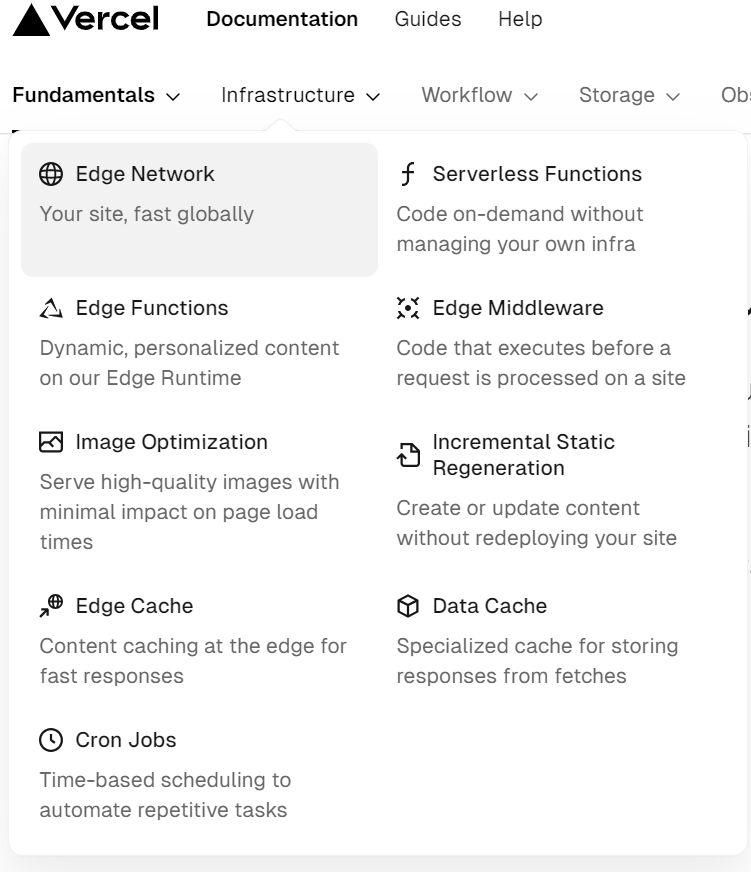 Vercel Documentation Guides Help
Fundamentals Infrastructure Workflow Storage
Edge Network
Your site, fast globally
Serverless Functions
Code on-demand without
managing your own infra
Edge Functions
Dynamic, personalized content
on our Edge Runtime
Edge Middleware
Code that executes before a
request is processed on a site
Image Optimization
Serve high-quality images with
minimal impact on page load
times
Incremental Static
Regeneration
Create or update content
without redeploying your site
Edge Cache
Content caching at the edge for
fast responses
Data Cache
Specialized cache for storing
responses from fetches
Cron Jobs
Time-based scheduling to
automate repetitive tasks